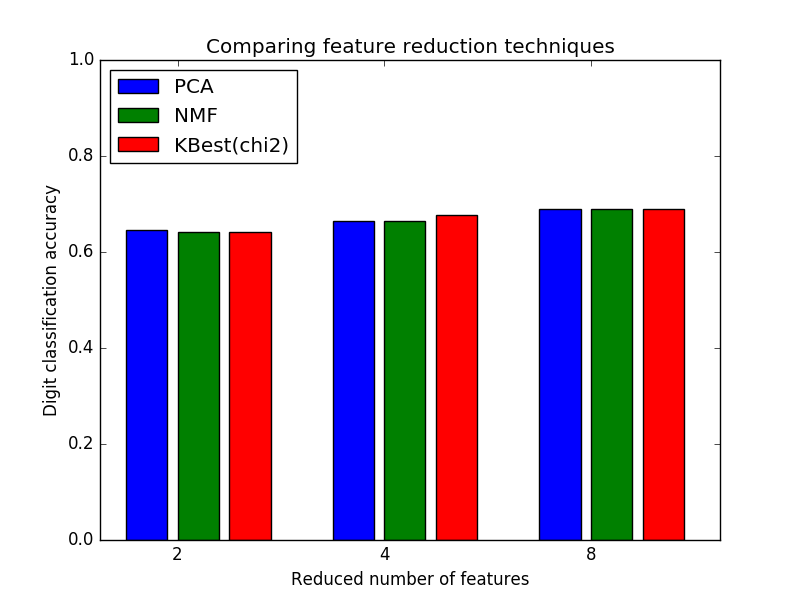 Comparing feature reduction techniques
1.0
PCA
NMF
KBest(chi2)
0.8
0.6
0.4
0.2
0.0
Digit classification accuracy
2 4 8
Reduced number of features